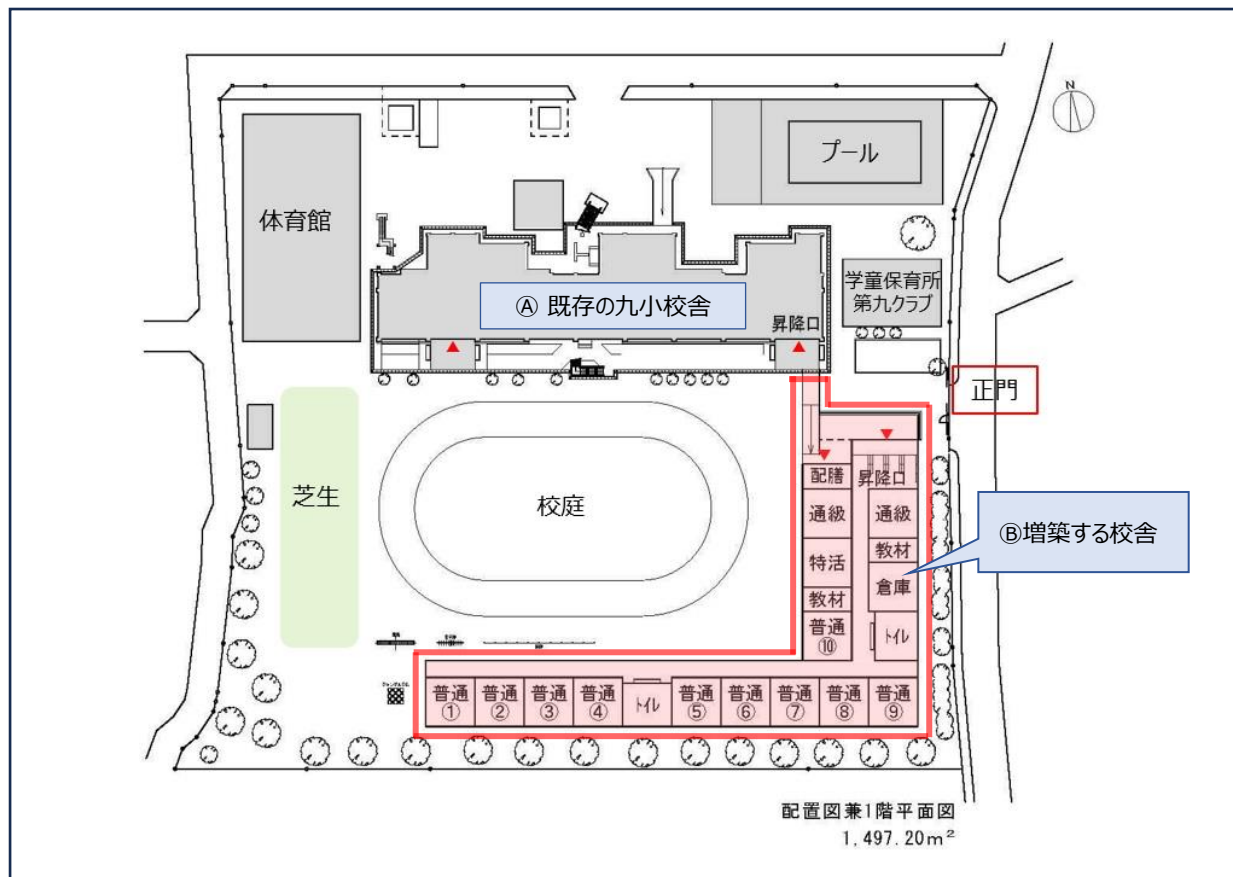 N
プール
体育館
学童保育所
第九クラブ
Ⓐ 既存の九小校舎
昇降口
正門
芝生
校庭
配膳
昇降口
通級
通級
Ⓑ増築する校舎
特活
教材
倉庫
教材
普通
⑩
トイレ
普通
①
普通
②
普通
③
普通
④
トイレ
普通
⑤
普通
⑥
普通
⑦
普通
⑧
普通
⑨
配置図兼1階平面図
1,497.20m²